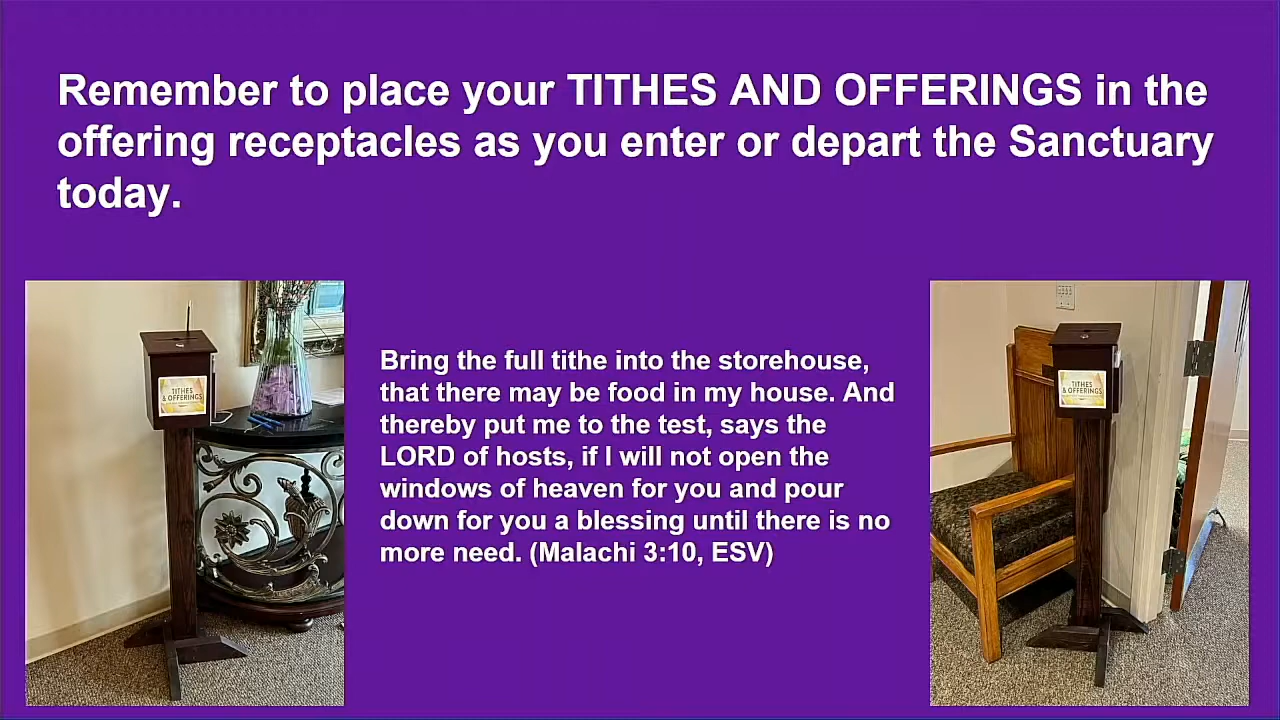 Remember to place your TITHES AND OFFERINGS in the
offering receptacles as you enter or depart the Sanctuary
today.
Bring the full tithe into the storehouse,
that there may be food in my house. And
thereby put me to the test, says the
LORD of hosts, if I will not open the
windows of heaven for you and pour
down for you a blessing until there is no
more need. (Malachi 3:10, ESV)
TITHES
& OFFERINGS
TITHES
& OFFERINGS